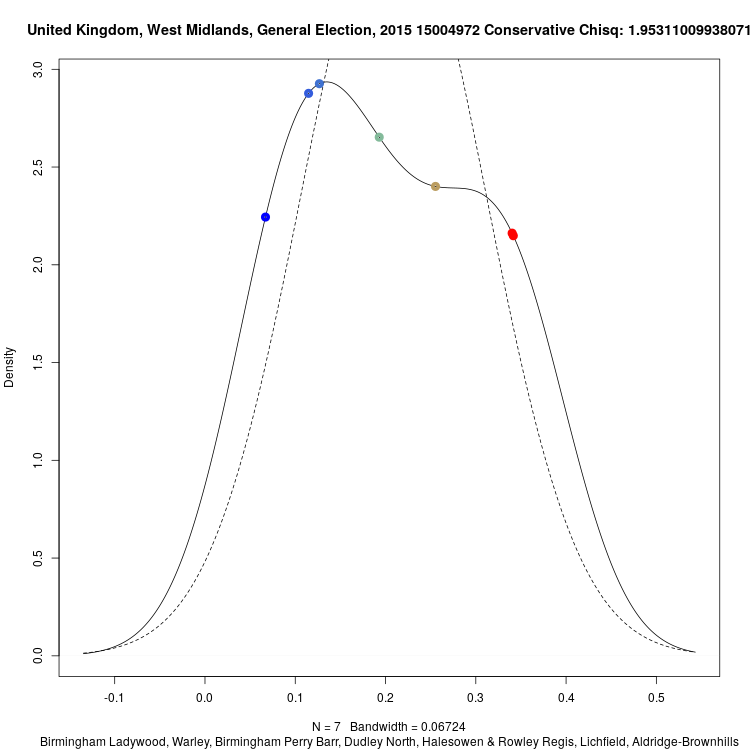 United Kingdom, West Midlands, General Election, 2015 15004972 Conservative Chisq: 1.95311009938071
3.0
2.5
2.0
1.5
1.0
0.5
0.0
Density
-0.1 0.0 0.1 0.2 0.3 0.4 0.5
N = 7 Bandwidth = 0.06724
Birmingham Ladywood, Warley, Birmingham Perry Barr, Dudley North, Halesowen & Rowley Regis, Lichfield, Aldridge-Brownhills